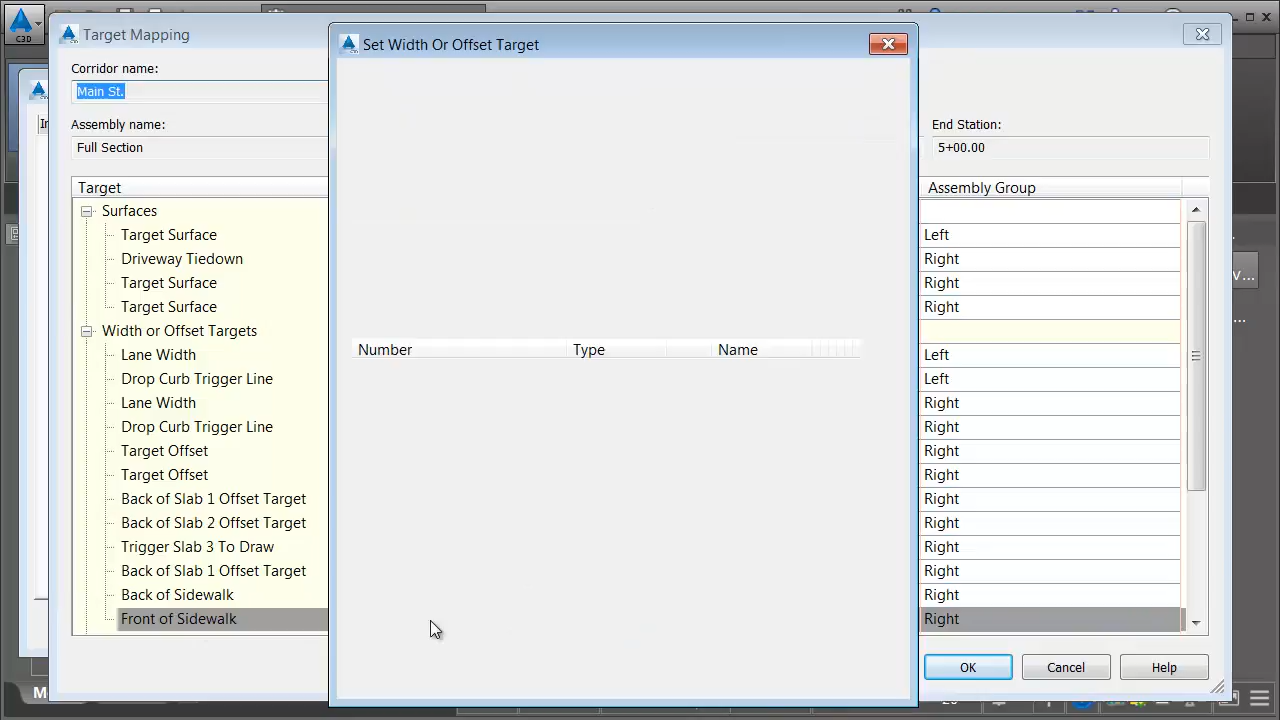 C3D
Target Mapping
Set Width Or Offset Target
Corridor name:
Main St.
Assembly name:
Full Section
End Station:
5+00.00
Target
Assembly Group
Surfaces
Target Surface
Left
Driveway Tiedown
Right
Target Surface
Right
Target Surface
Right
Width or Offset Targets
Number
Type
Name
Lane Width
Left
Drop Curb Trigger Line
Left
Lane Width
Right
Drop Curb Trigger Line
Right
Target Offset
Right
Target Offset
Right
Back of Slab 1 Offset Target
Right
Back of Slab 2 Offset Target
Right
Trigger Slab 3 To Draw
Right
Back of Slab 1 Offset Target
Right
Back of Sidewalk
Right
Front of Sidewalk
Right
OK
Cancel
Help